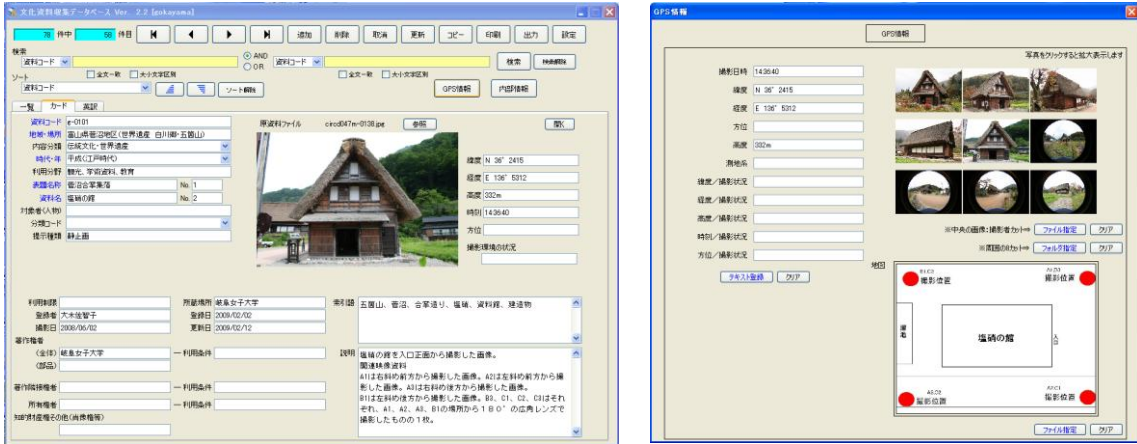 文化資料収集データベース Ver. 2.2 [gokayama]
78 件中 58 件目 追加 削除 取消 更新 コピー 印刷 出力 設定
検索
資料コード AND OR 資料コード 検索 検索解除
全文一致 大小文字区別 全文一致 大小文字区別
ソート
資料コード ソート解除 GPS情報 内部情報
一覧 カード 英訳
資料コード e-0101
地域・場所 富山県菅沼地区(世界遺産 白川郷・五箇山)
内容分類 伝統文化・世界遺産
時代・年 平成(江戸時代)
利用分野 観光、学術資料、教育
表題名称 菅沼合掌集落 No. 1
資料名 塩硝の館 No. 2
対象者(人物)
分類コード
提示種類 静止画
原資料ファイル circd047m-0138.jpg 参照 開く
緯度 N 36° 2415
経度 E 136° 5312
高度 332m
時刻 143640
方位
撮影環境の状況
利用制限
登録者 大木佐智子
撮影日 2008/06/02
所蔵場所 岐阜女子大学
登録日 2009/02/02
更新日 2009/02/12
著作権者
(全体) 岐阜女子大学 ―利用条件
(部品)
著作隣接権者 ―利用条件
所有権者 ―利用条件
知的財産権その他(肖像権等)
索引語 五箇山、菅沼、合掌造り、塩硝、資料館、建造物
説明 塩硝の館を入口正面から撮影した画像。
関連映像資料
A1は右斜め前方から撮影した画像。A2は左斜め前方から撮
影した画像。A3は右斜め後方から撮影した画像。
B1は左斜め後方から撮影した画像。B3、C1、C2、C3はそれ
ぞれ、A1、A2、A3、B1の場所から180°の広角レンズで
撮影したものの1枚。
GPS情報
GPS情報
写真をクリックすると拡大表示します
撮影日時 143640
緯度 N 36° 2415
経度 E 136° 5312
方位
高度 332m
測地系
緯度/撮影状況
経度/撮影状況
高度/撮影状況
時刻/撮影状況
方位/撮影状況
テキスト登録 クリア
※中央の画像:撮影者カット⇒ ファイル指定 クリア
※周囲の8カット⇒ フォルダ指定 クリア
地図
撮影位置
撮影位置
塩硝の館
入口
撮影位置
撮影位置
ファイル指定 クリア